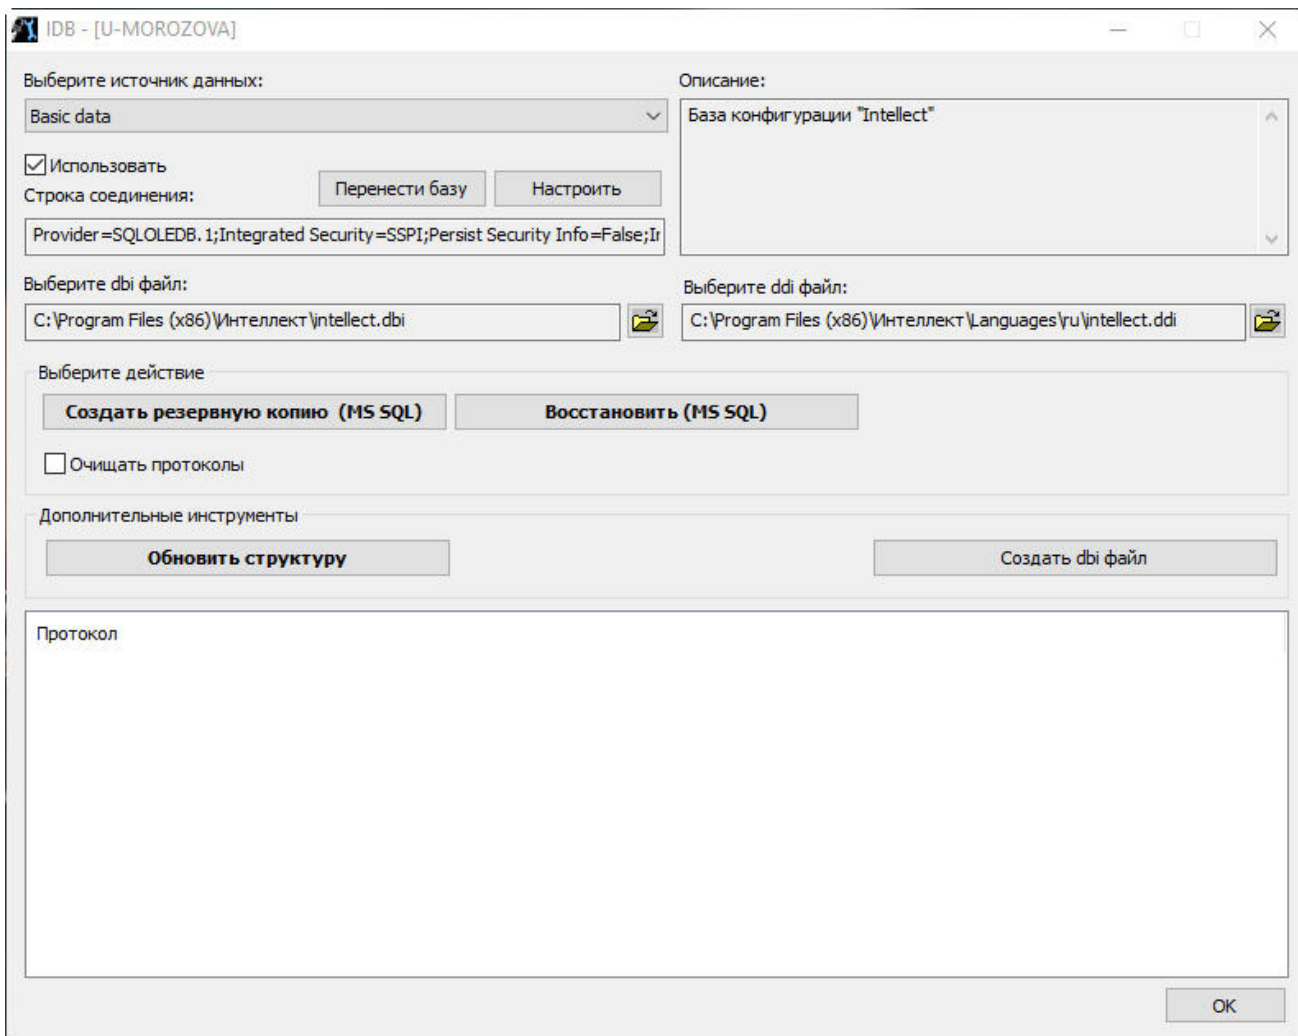 IDB - [U-MOROZOVA]
Выберите источник данных:
Описание:
Basic data
База конфигурации "Intellect"
Использовать
Строка соединения:
Перенести базу
Настроить
Provider=SQLOLEDB.1;Integrated Security=SSPI;Persist Security Info=False;Ir
Выберите dbi файл:
Выберите ddi файл:
C:\Program Files (x86)\Интеллект\intellect.dbi
C:\Program Files (x86)\Интеллект\Languages\ru\intellect.ddi
Выберите действие
Создать резервную копию (MS SQL)
Восстановить (MS SQL)
Очищать протоколы
Дополнительные инструменты
Обновить структуру
Создать dbi файл
Протокол
OK